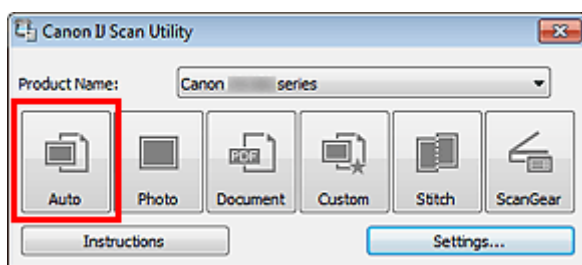 Canon IJ Scan Utility
Product Name: Canon series
Auto Photo PDF Document Custom Stitch ScanGear
Instructions Settings...